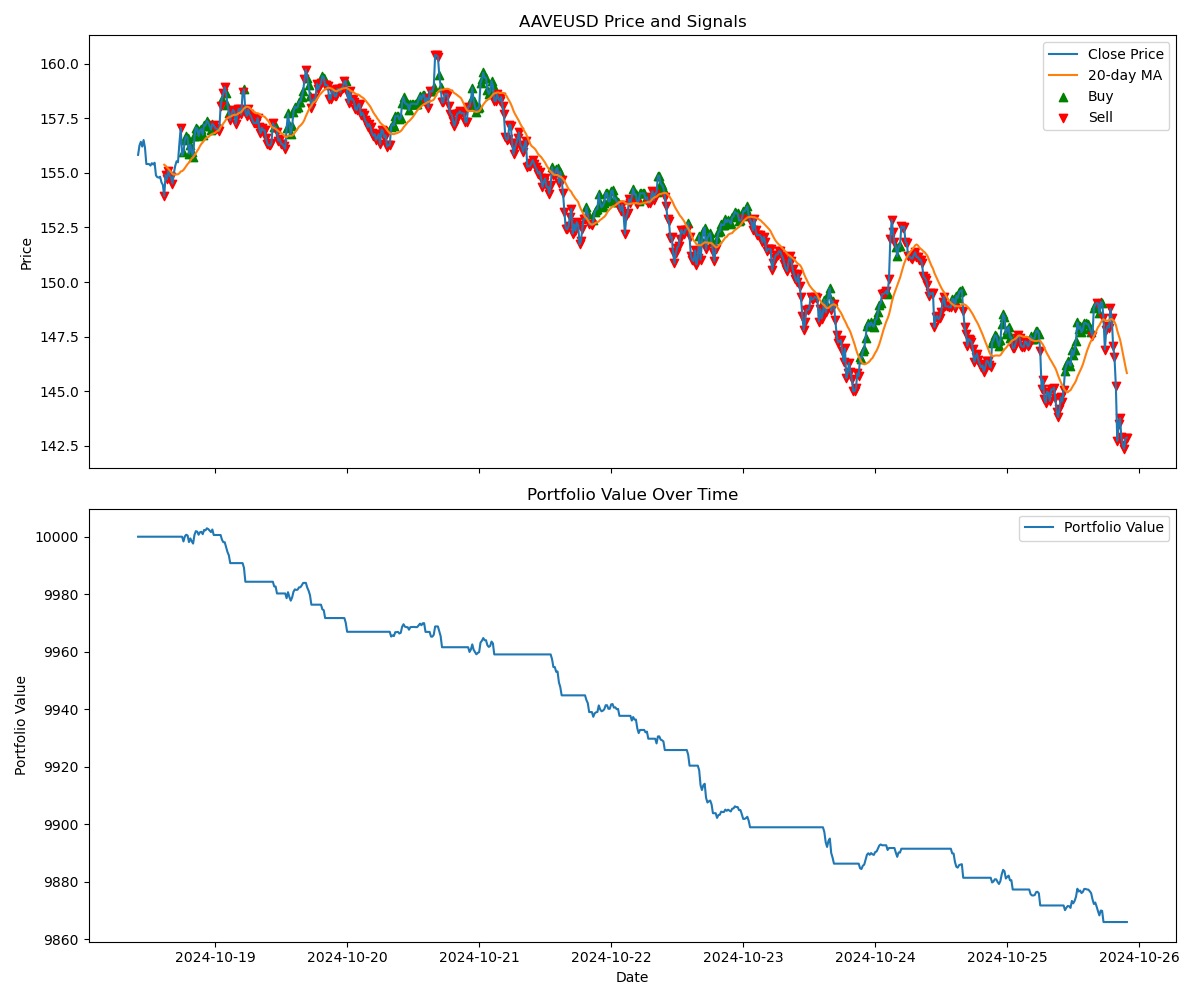 AAVEUSD Price and Signals
160.0
157.5
155.0
152.5
150.0
147.5
145.0
142.5
Price
Close Price
20-day MA
Buy
Sell
Portfolio Value Over Time
10000
9980
9960
9940
9920
9900
9880
9860
Portfolio Value
Portfolio Value
2024-10-19
2024-10-20
2024-10-21
2024-10-22
2024-10-23
2024-10-24
2024-10-25
2024-10-26
Date